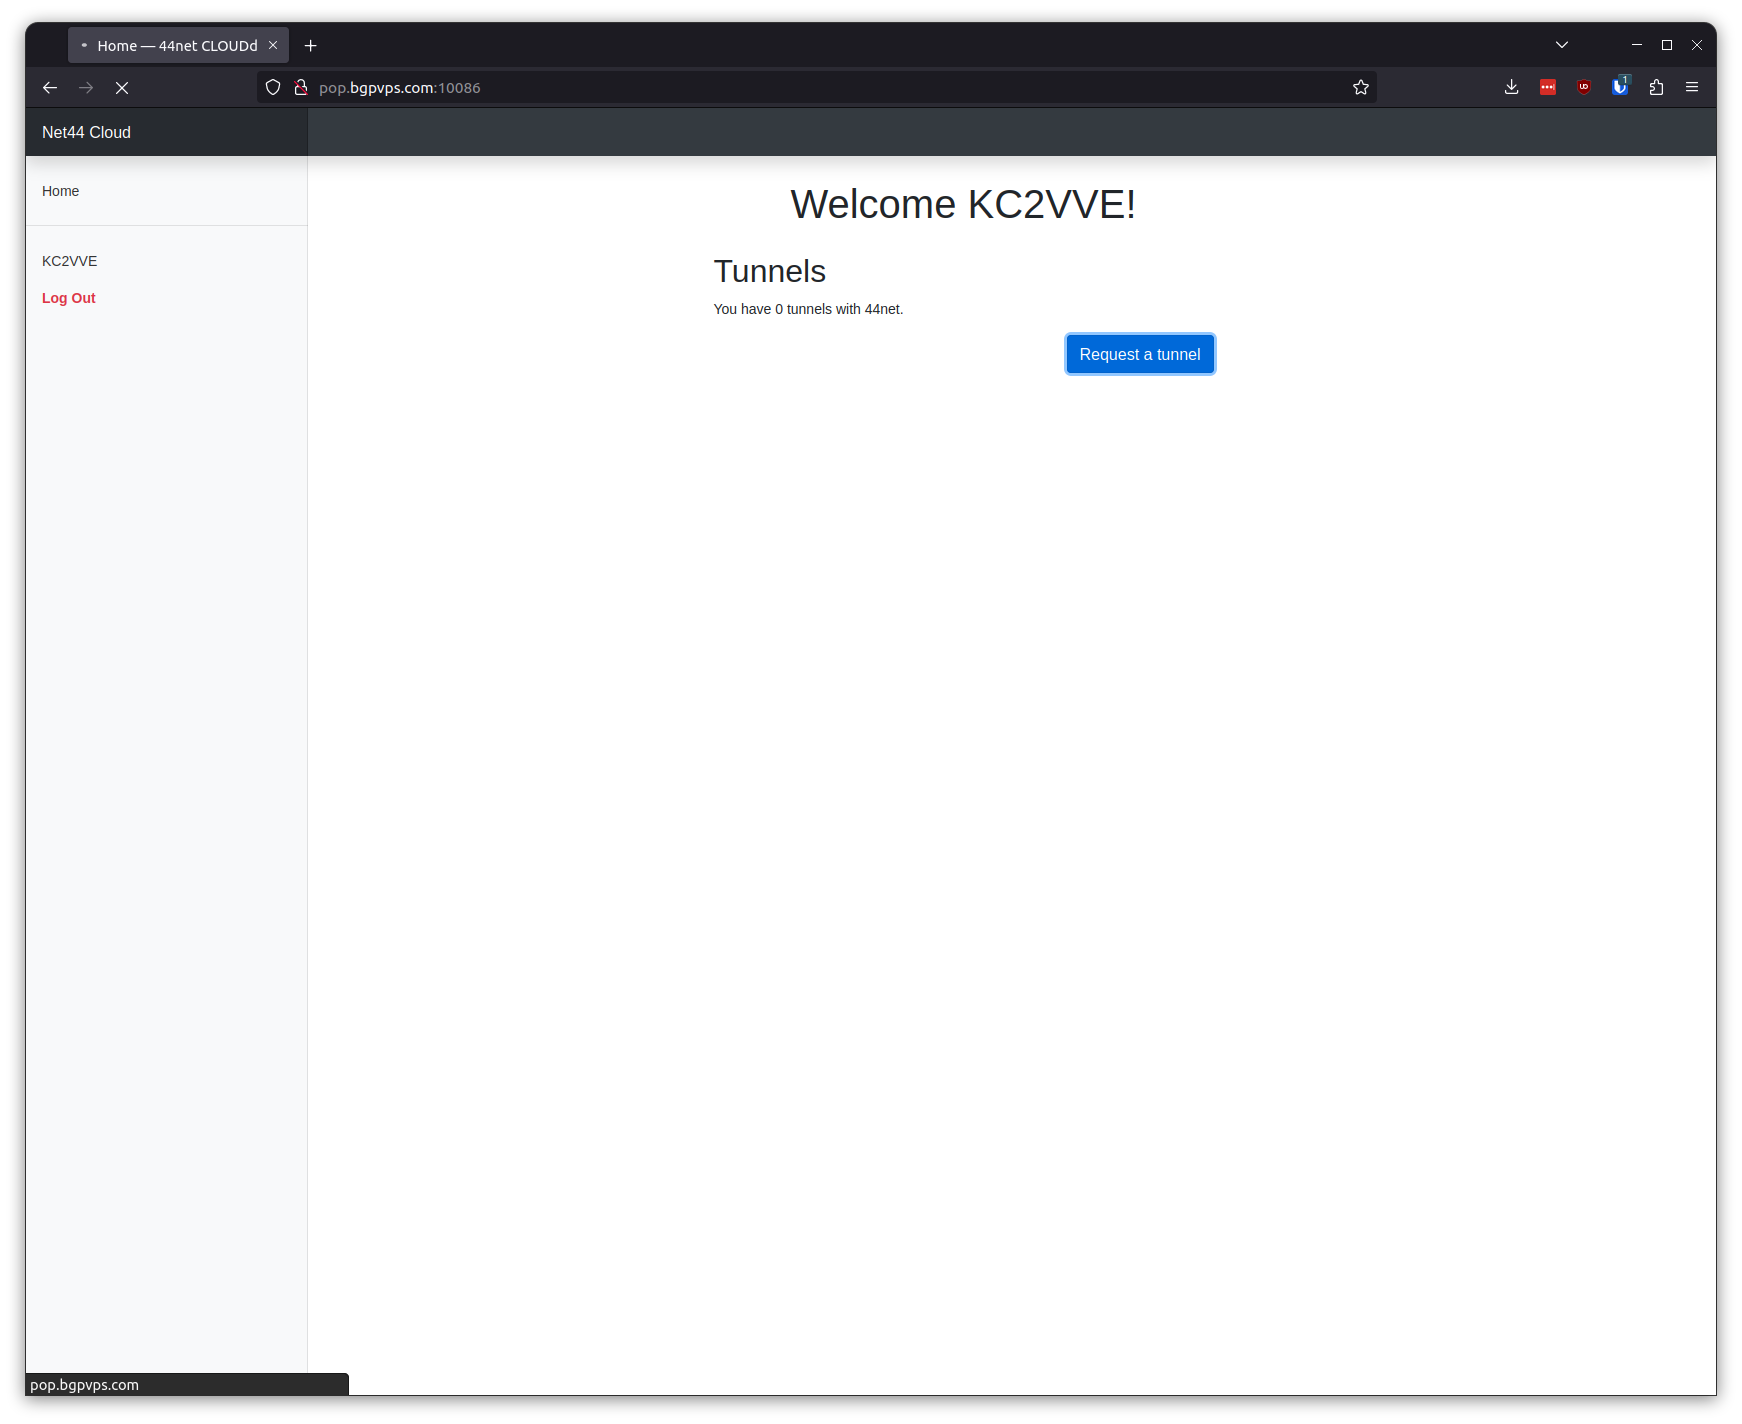 Home — 44net CLOUDd
pop.bgpvps.com:10086
1
Net44 Cloud
Home
KC2VVE
Log Out
Welcome KC2VVE!
Tunnels
You have 0 tunnels with 44net.
Request a tunnel
pop.bgpvps.com